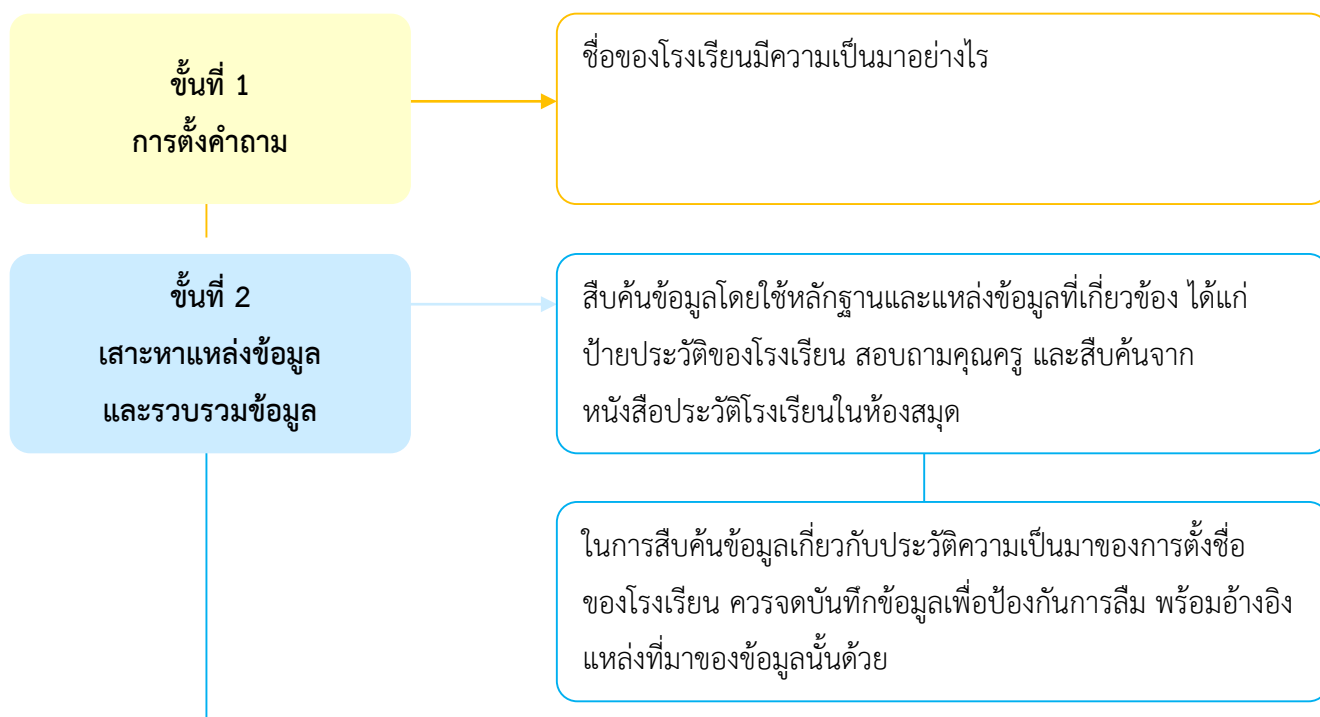 ขั้นที่ 1
การตั้งคำถาม
ชื่อของโรงเรียนมีความเป็นมาอย่างไร
ขั้นที่ 2
เสาะหาแหล่งข้อมูล
และรวบรวมข้อมูล
สืบค้นข้อมูลโดยใช้หลักฐานและแหล่งข้อมูลที่เกี่ยวข้อง ได้แก่
ป้ายประวัติของโรงเรียน สอบถามคุณครู และสืบค้นจาก
หนังสือประวัติโรงเรียนในห้องสมุด
ในการสืบค้นข้อมูลเกี่ยวกับประวัติความเป็นมาของการตั้งชื่อ
ของโรงเรียน ควรจดบันทึกข้อมูลเพื่อป้องกันการลืม พร้อมอ้างอิง
แหล่งที่มาของข้อมูลนั้นด้วย